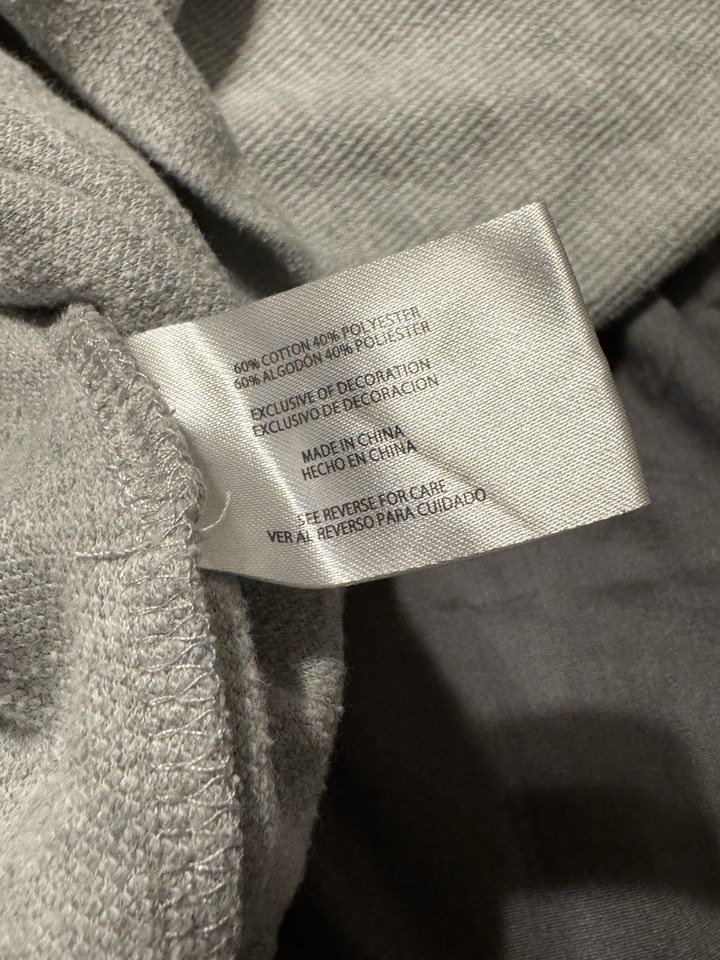 60% COTTON 40% POLYESTER
60% ALGODÓN 40% POLIESTER
EXCLUSIVE OF DECORATION
EXCLUSIVO DE DECORACION
MADE IN CHINA
HECHO EN CHINA
SEE REVERSE FOR CARE
VER AL REVERSO PARA CUIDADO